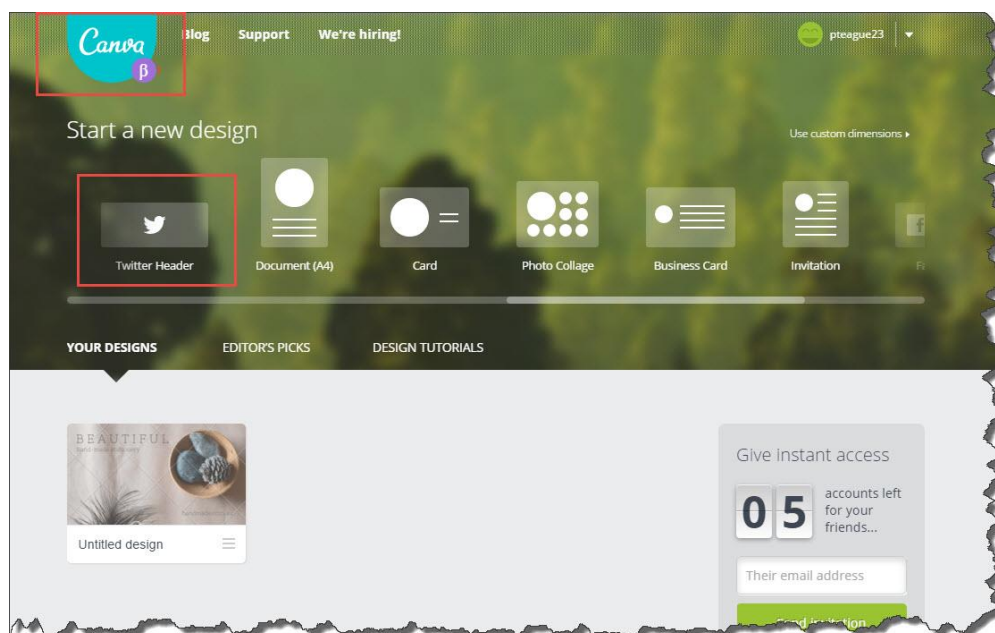 Canva
β
Blog Support We're hiring!
pteague23
Start a new design
Use custom dimensions
Twitter Header Document (A4) Card Photo Collage Business Card Invitation
YOUR DESIGNS EDITOR'S PICKS DESIGN TUTORIALS
BEAUTIFUL
Untitled design
Give instant access
05
accounts left
for your
friends...
Their email address
Send Invitation